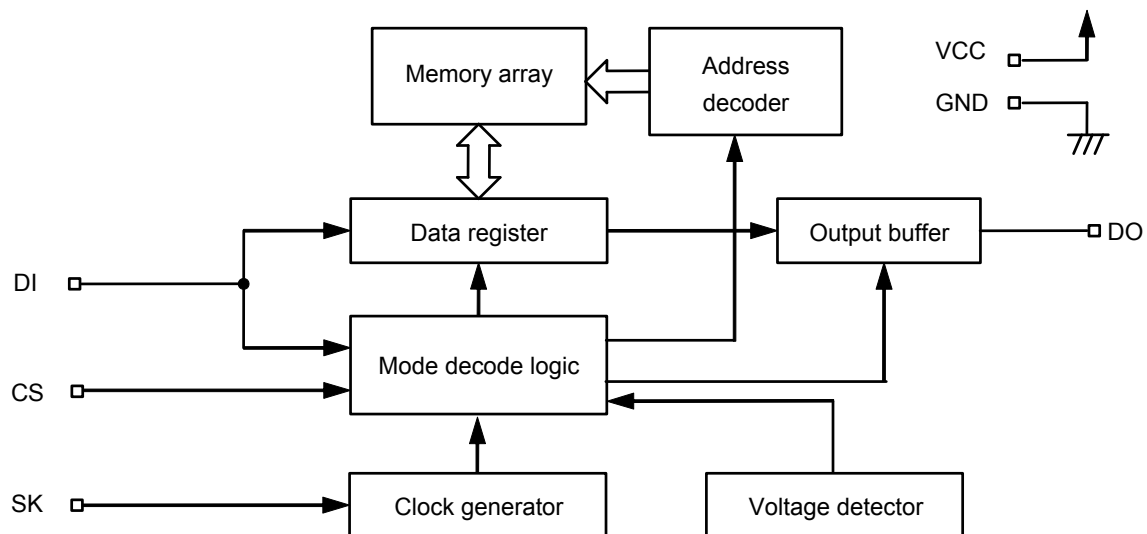 Memory array
Address
decoder
VCC
GND
Data register
Output buffer
DO
DI
Mode decode logic
CS
SK
Clock generator
Voltage detector